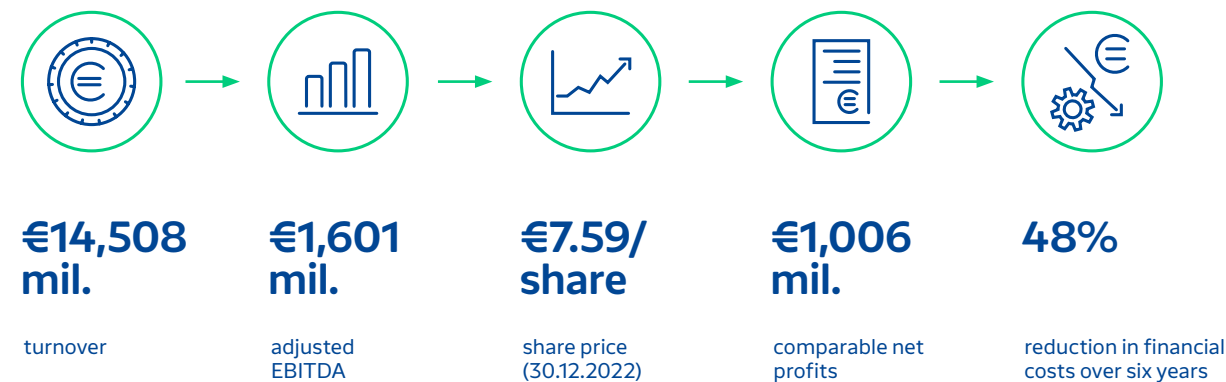 €14,508
mil.
turnover
€1,601
mil.
adjusted
EBITDA
€7.59/
share
share price
(30.12.2022)
€1,006
mil.
comparable net
profits
48%
reduction in financial
costs over six years